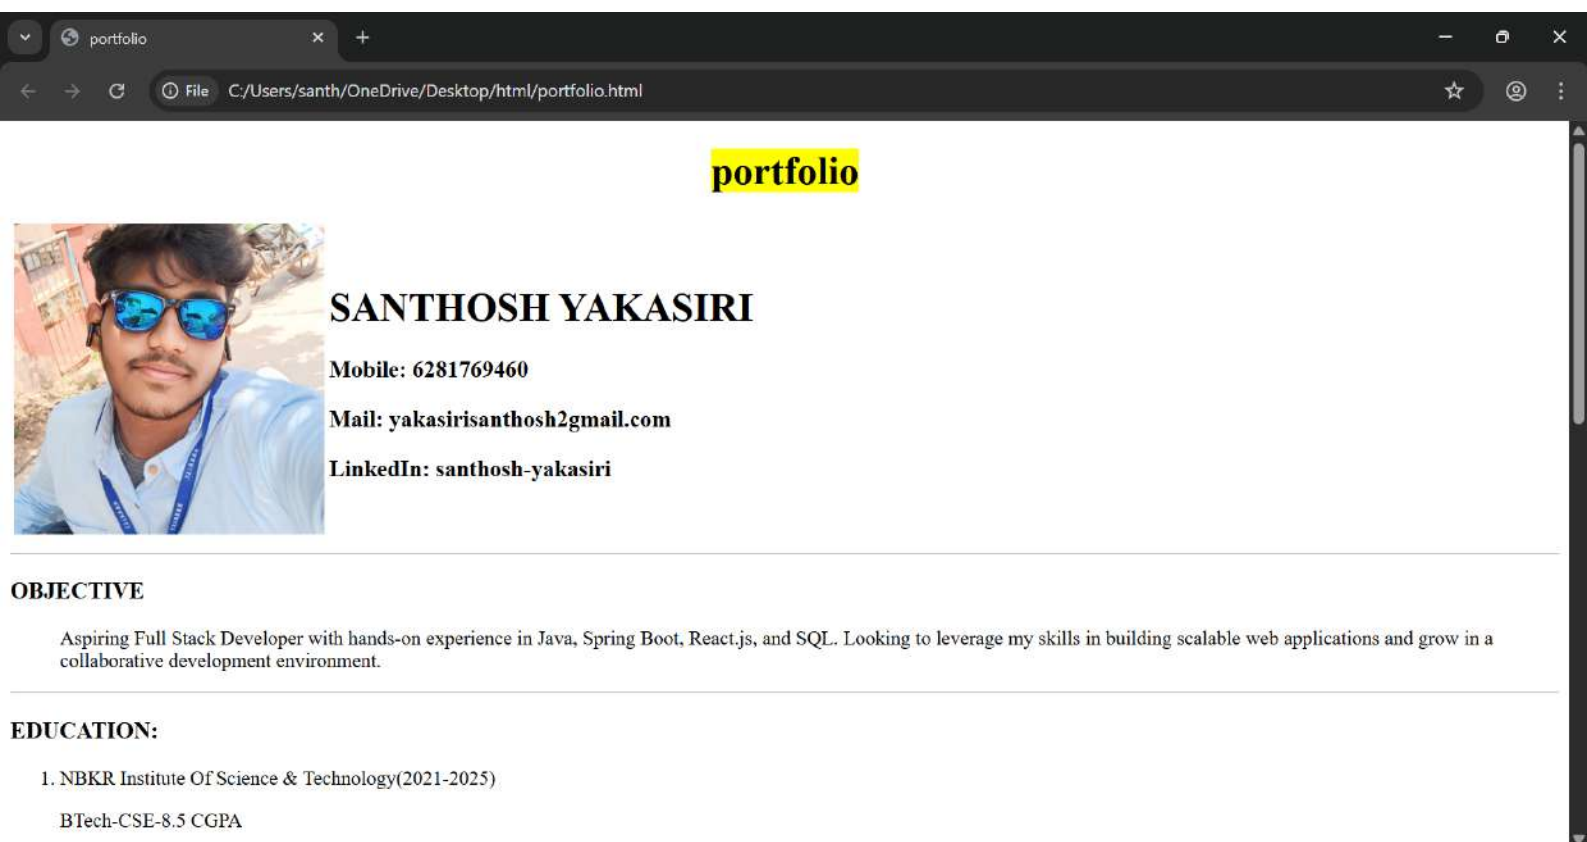 portfolio
File C:/Users/santh/OneDrive/Desktop/html/portfolio.html
portfolio
SANTHOSH YAKASIRI
Mobile: 6281769460
Mail: yakasirisanthosh2gmail.com
LinkedIn: santhosh-yakasiri
OBJECTIVE
Aspiring Full Stack Developer with hands-on experience in Java, Spring Boot, React.js, and SQL. Looking to leverage my skills in building scalable web applications and grow in a
collaborative development environment.
EDUCATION:
1. NBKR Institute Of Science & Technology(2021-2025)
BTech-CSE-8.5 CGPA